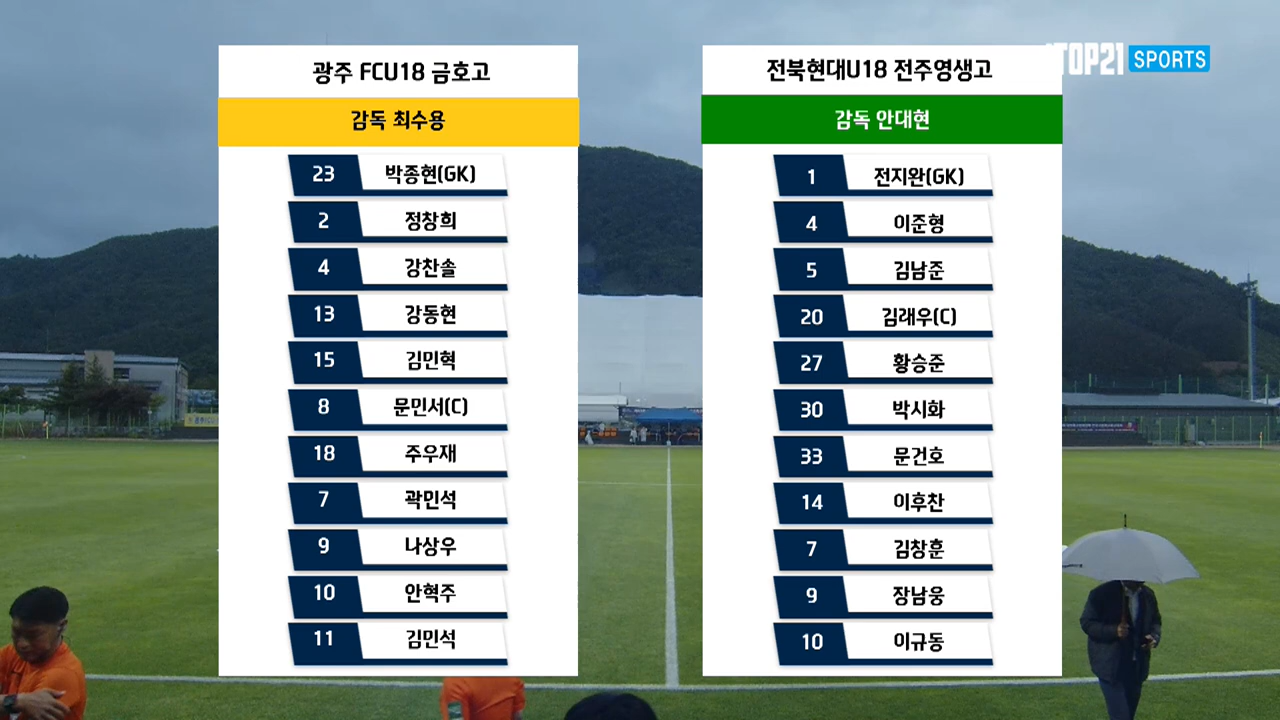 TOP21 SPORTS
광주 FCU18 금호고
감독 최수용
23 박종현(GK)
2 정창희
4 강찬솔
13 강동현
15 김민혁
8 문민서(C)
18 주우재
7 곽민석
9 나상우
10 안혁주
11 김민석
전북현대U18 전주영생고
감독 안대현
1 전지완(GK)
4 이준형
5 김남준
20 김래우(C)
27 황승준
30 박시화
33 문건호
14 이후찬
7 김창훈
9 장남웅
10 이규동